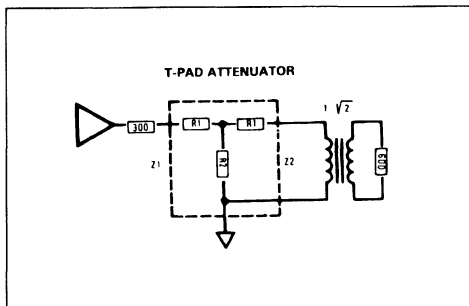 T-PAD ATTENUATOR
1 √2
300
R1
R1
R2
Z1
Z2
600